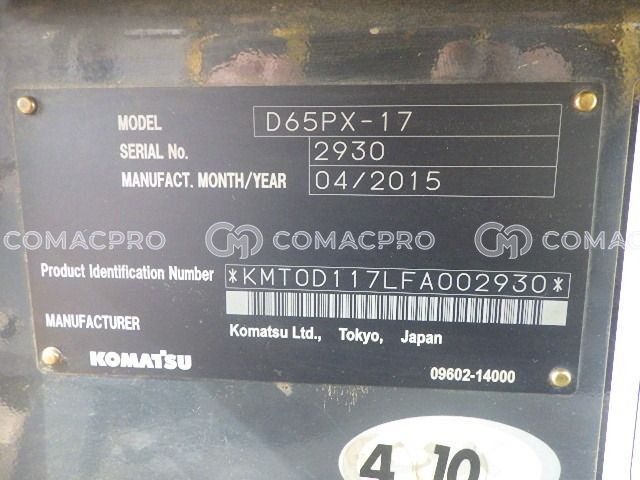 MODEL D65PX-17
SERIAL No. 2930
MANUFACT. MONTH/YEAR 04/2015
COMACPRO COMACPRO COMACPRO
Product Identification Number *KMT0D117LFA002930*
MANUFACTURER Komatsu Ltd., Tokyo, Japan
KOMATSU 09602-14000
4 10